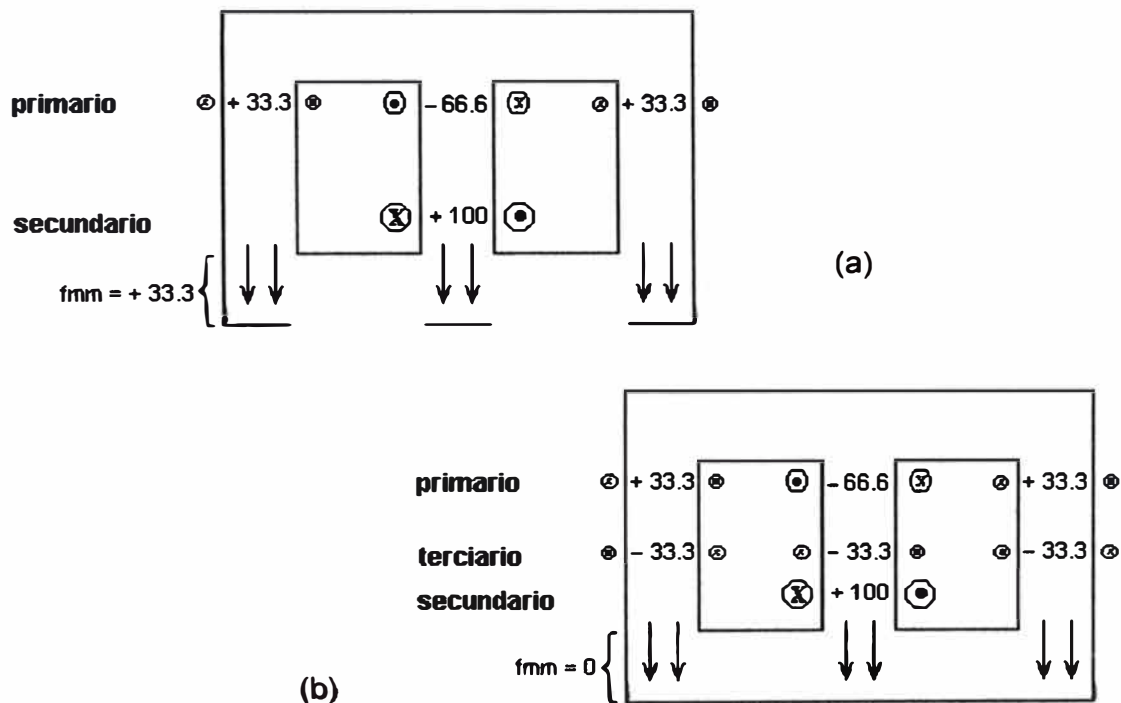 primario + 33.3 − 66.6 + 33.3
secundario + 100
(a)
fmm = + 33.3
primario + 33.3 − 66.6 + 33.3
terciario − 33.3 − 33.3 − 33.3
secundario + 100
fmm = 0
(b)